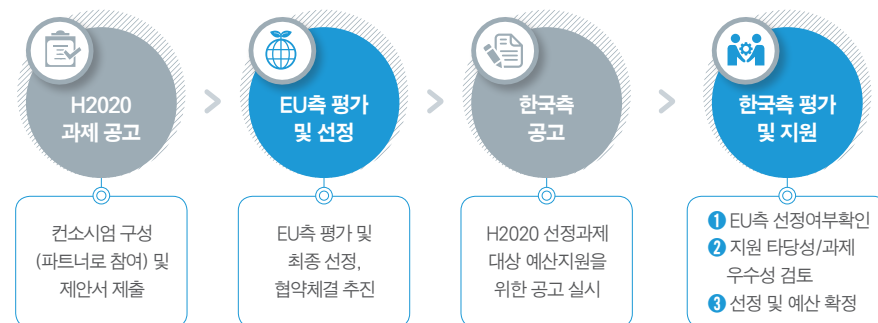 H2020
과제 공고
EU측 평가
및 선정
한국측
공고
한국측 평가
및 지원
컨소시엄 구성
(파트너로 참여) 및
제안서 제출
EU측 평가 및
최종 선정,
협약체결 추진
H2020 선정과제
대상 예산지원을
위한 공고 실시
❶ EU측 선정여부확인
❷ 지원 타당성/과제
우수성 검토
❸ 선정 및 예산 확정